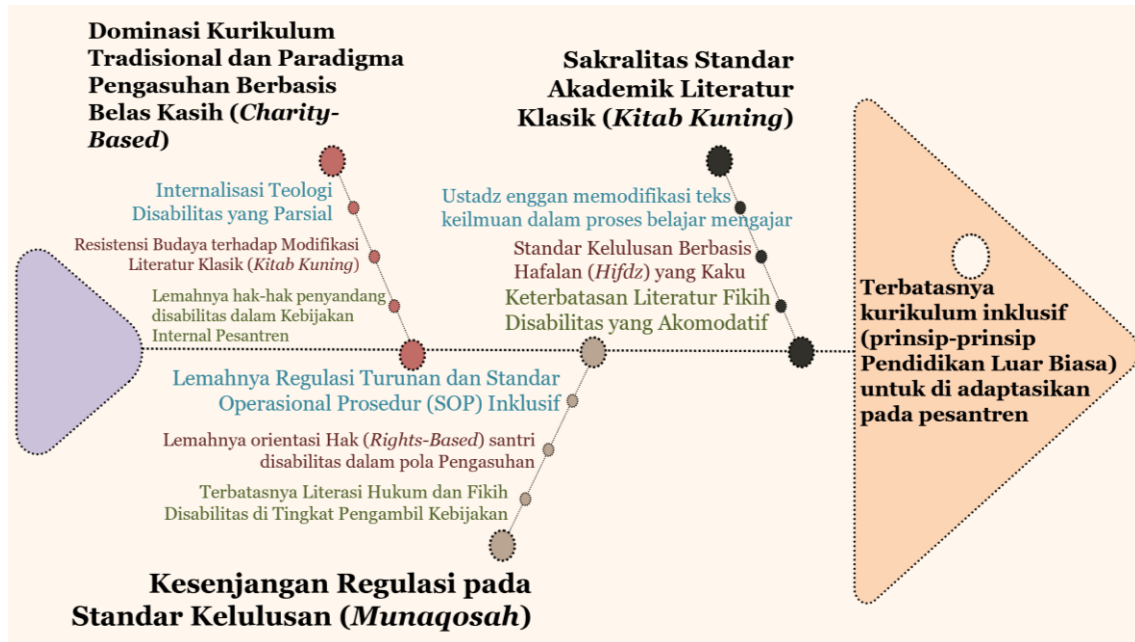 Dominasi Kurikulum
Tradisional dan Paradigma
Pengasuhan Berbasis
Belas Kasih (Charity-
Based)
Internalisasi Teologi
Disabilitas yang Parsial
Resistensi Budaya terhadap Modifikasi
Literatur Klasik (Kitab Kuning)
Lemahnya hak-hak penyandang
disabilitas dalam Kebijakan
Internal Pesantren
Sakralitas Standar
Akademik Literatur
Klasik (Kitab Kuning)
Ustadz enggan memodifikasi teks
keilmuan dalam proses belajar mengajar
Standar Kelulusan Berbasis
Hafalan (Hifdz) yang Kaku
Keterbatasan Literatur Fikih
Disabilitas yang Akomodatif
Lemahnya Regulasi Turunan dan Standar
Operasional Prosedur (SOP) Inklusif
Lemahnya orientasi Hak (Rights-Based) santri
disabilitas dalam pola Pengasuhan
Terbatasnya Literasi Hukum dan Fikih
Disabilitas di Tingkat Pengambil Kebijakan
Kesenjangan Regulasi pada
Standar Kelulusan (Munaqosah)
Terbatasnya
kurikulum inklusif
(prinsip-prinsip
Pendidikan Luar Biasa)
untuk di adaptasikan
pada pesantren